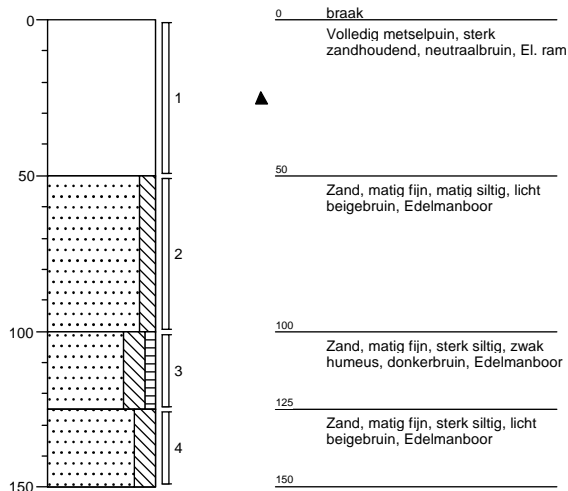 0
0 braak
Volledig metselpuin, sterk
zandhoudend, neutraalbruin, El. ram
1
50
50
Zand, matig fijn, matig siltig, licht
beigebruin, Edelmanboor
2
100
100
Zand, matig fijn, sterk siltig, zwak
humeus, donkerbruin, Edelmanboor
3
125
Zand, matig fijn, sterk siltig, licht
beigebruin, Edelmanboor
4
150
150